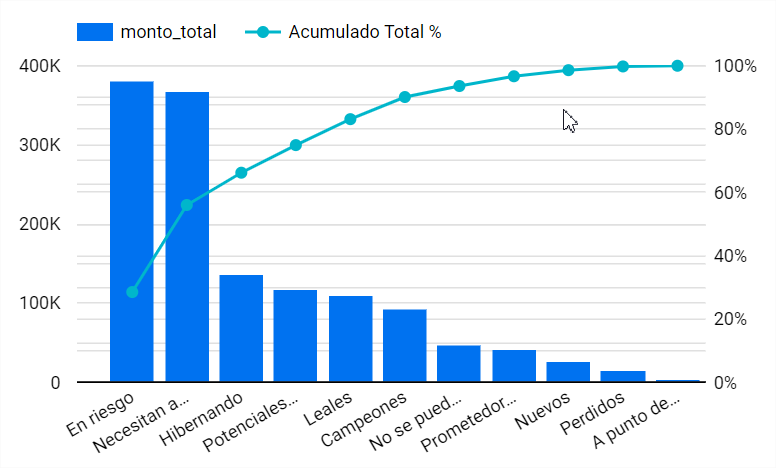 monto_total Acumulado Total %
400K
300K
200K
100K
0
100%
80%
60%
40%
20%
0%
En riesgo
Necesitan a...
Hibernando
Potenciales...
Leales
Campeones
No se pued...
Prometedor...
Nuevos
Perdidos
A punto de...